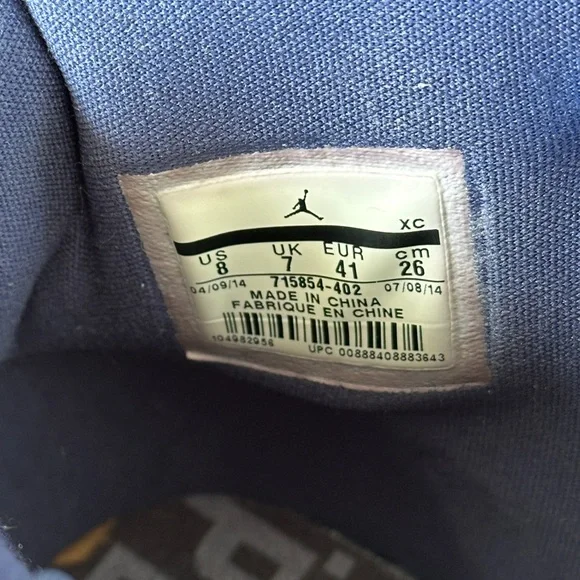 XC
US UK EUR cm
8 7 41 26
04/09/14 715854-402 07/08/14
MADE IN CHINA
FABRIQUE EN CHINE
104982956 UPC 00888408883643